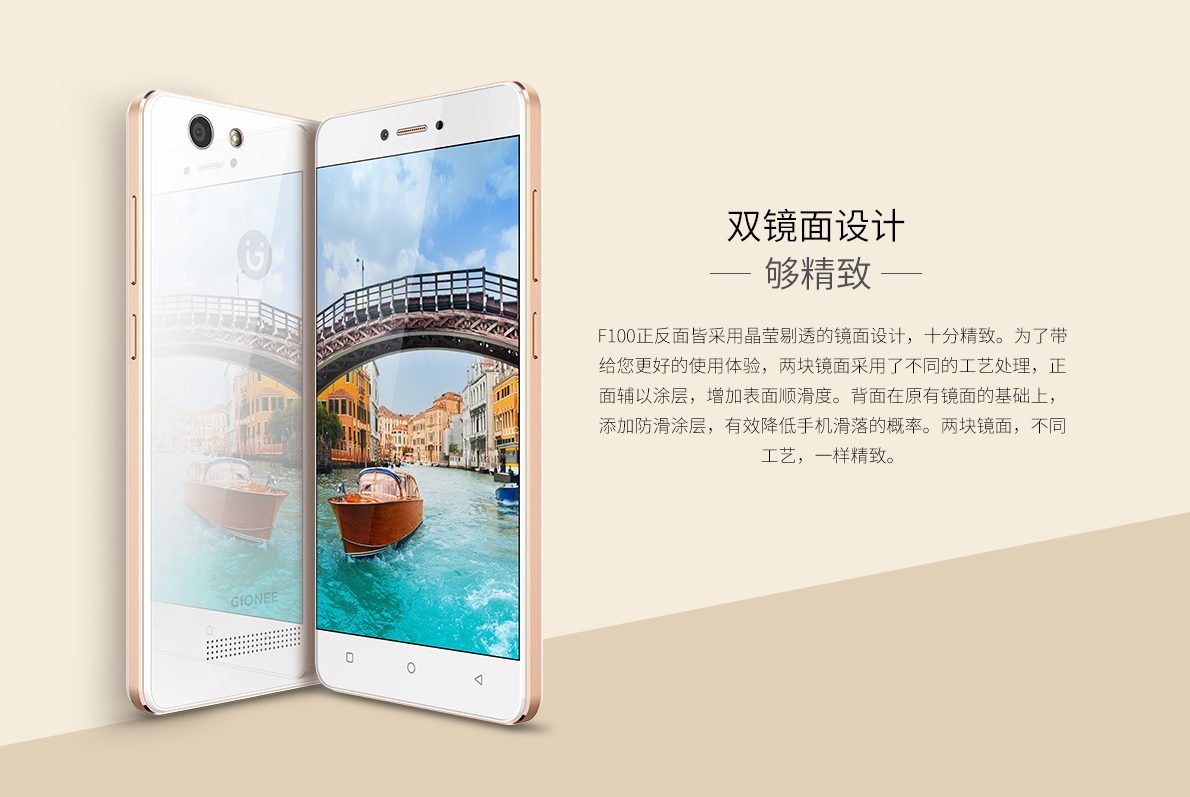 双镜面设计
够精致
F100正反面皆采用晶莹剔透的镜面设计，十分精致。为了带
给您更好的使用体验，两块镜面采用了不同的工艺处理，正
面辅以涂层，增加表面顺滑度。背面在原有镜面的基础上，
添加防滑涂层，有效降低手机滑落的概率。两块镜面，不同
工艺，一样精致。
GIONEE